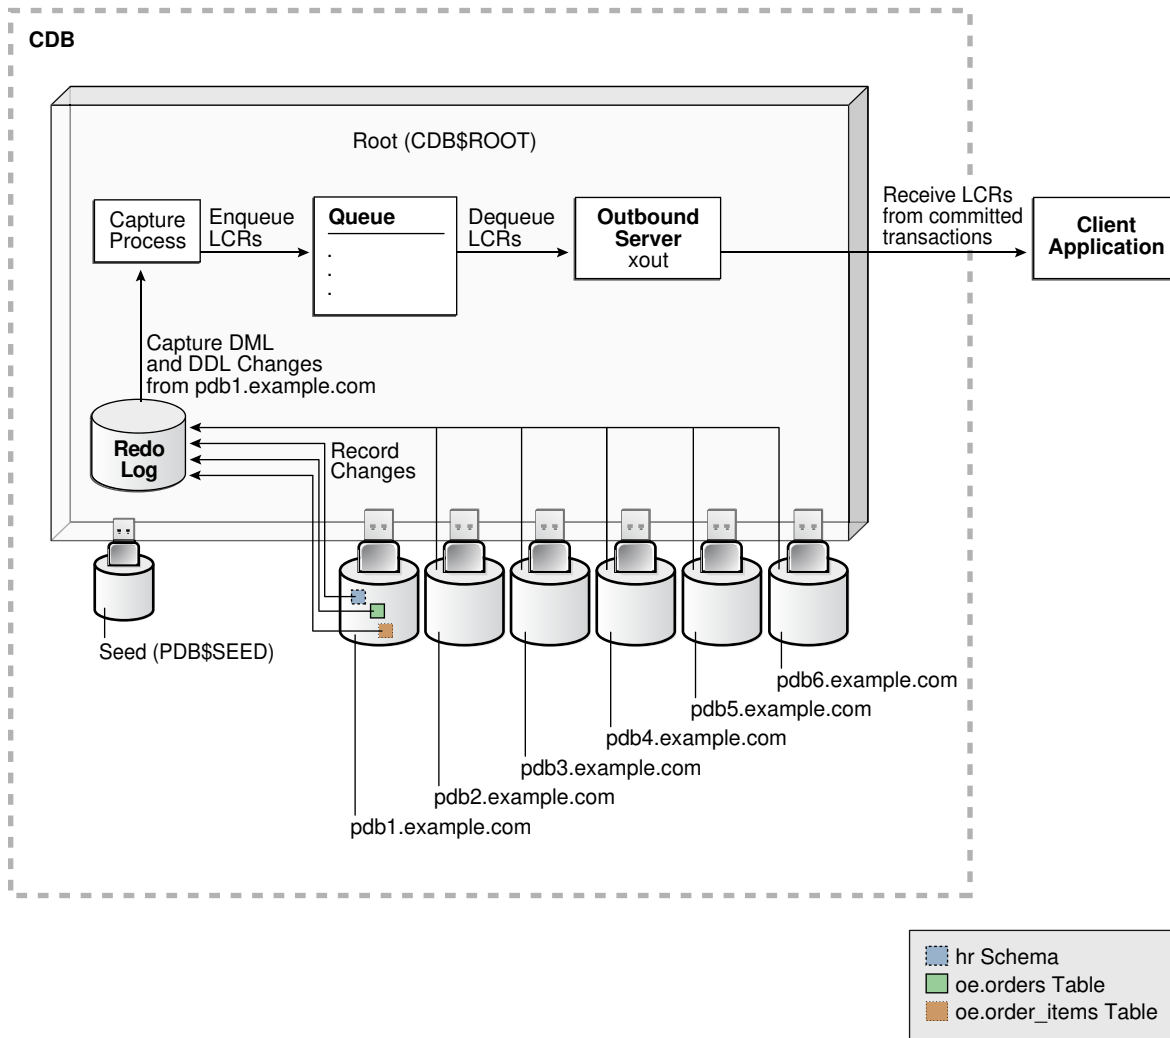 CDB
Root (CDB$ROOT)
Capture
Process
Enqueue
LCRs
Queue
.
.
.
Dequeue
LCRs
Outbound
Server
xout
Receive LCRs
from committed
transactions
Client
Application
Capture DML
and DDL Changes
from pdb1.example.com
Redo
Log
Record
Changes
Seed (PDB$SEED)
pdb6.example.com
pdb5.example.com
pdb4.example.com
pdb3.example.com
pdb2.example.com
pdb1.example.com
hr Schema
oe.orders Table
oe.order_items Table